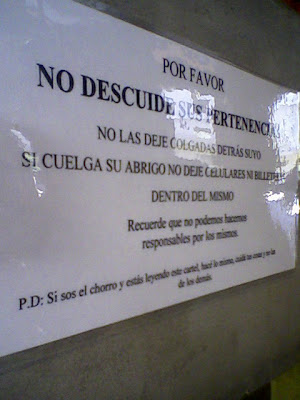 POR FAVOR
NO DESCUIDE SUS PERTENENCIAS
NO LAS DEJE COLGADAS DETRÁS SUYO
SI CUELGA SU ABRIGO NO DEJE CELULARES NI BILLETERAS
DENTRO DEL MISMO
Recuerde que no podemos hacernos
responsables por los mismos.
P.D: Si sos el chorro y estás leyendo este cartel, hacé lo mismo, cuidá tus cosas y no las
de los demás.